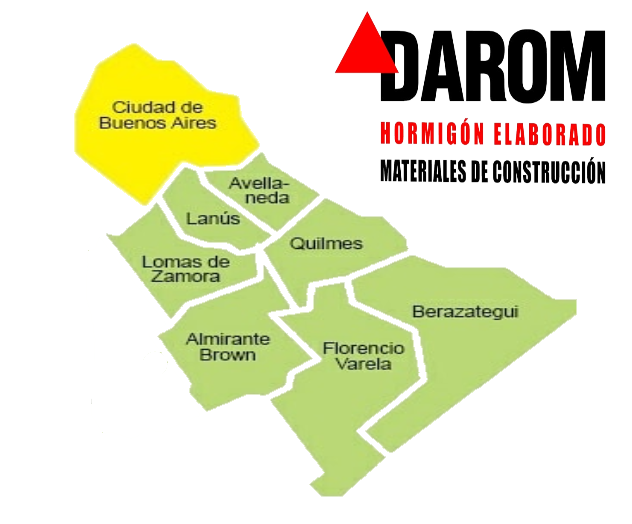 DAROM
HORMIGÓN ELABORADO
MATERIALES DE CONSTRUCCIÓN
Ciudad de
Buenos Aires
Avella-
neda
Lanús
Quilmes
Lomas de
Zamora
Berazategui
Almirante
Brown
Florencio
Varela